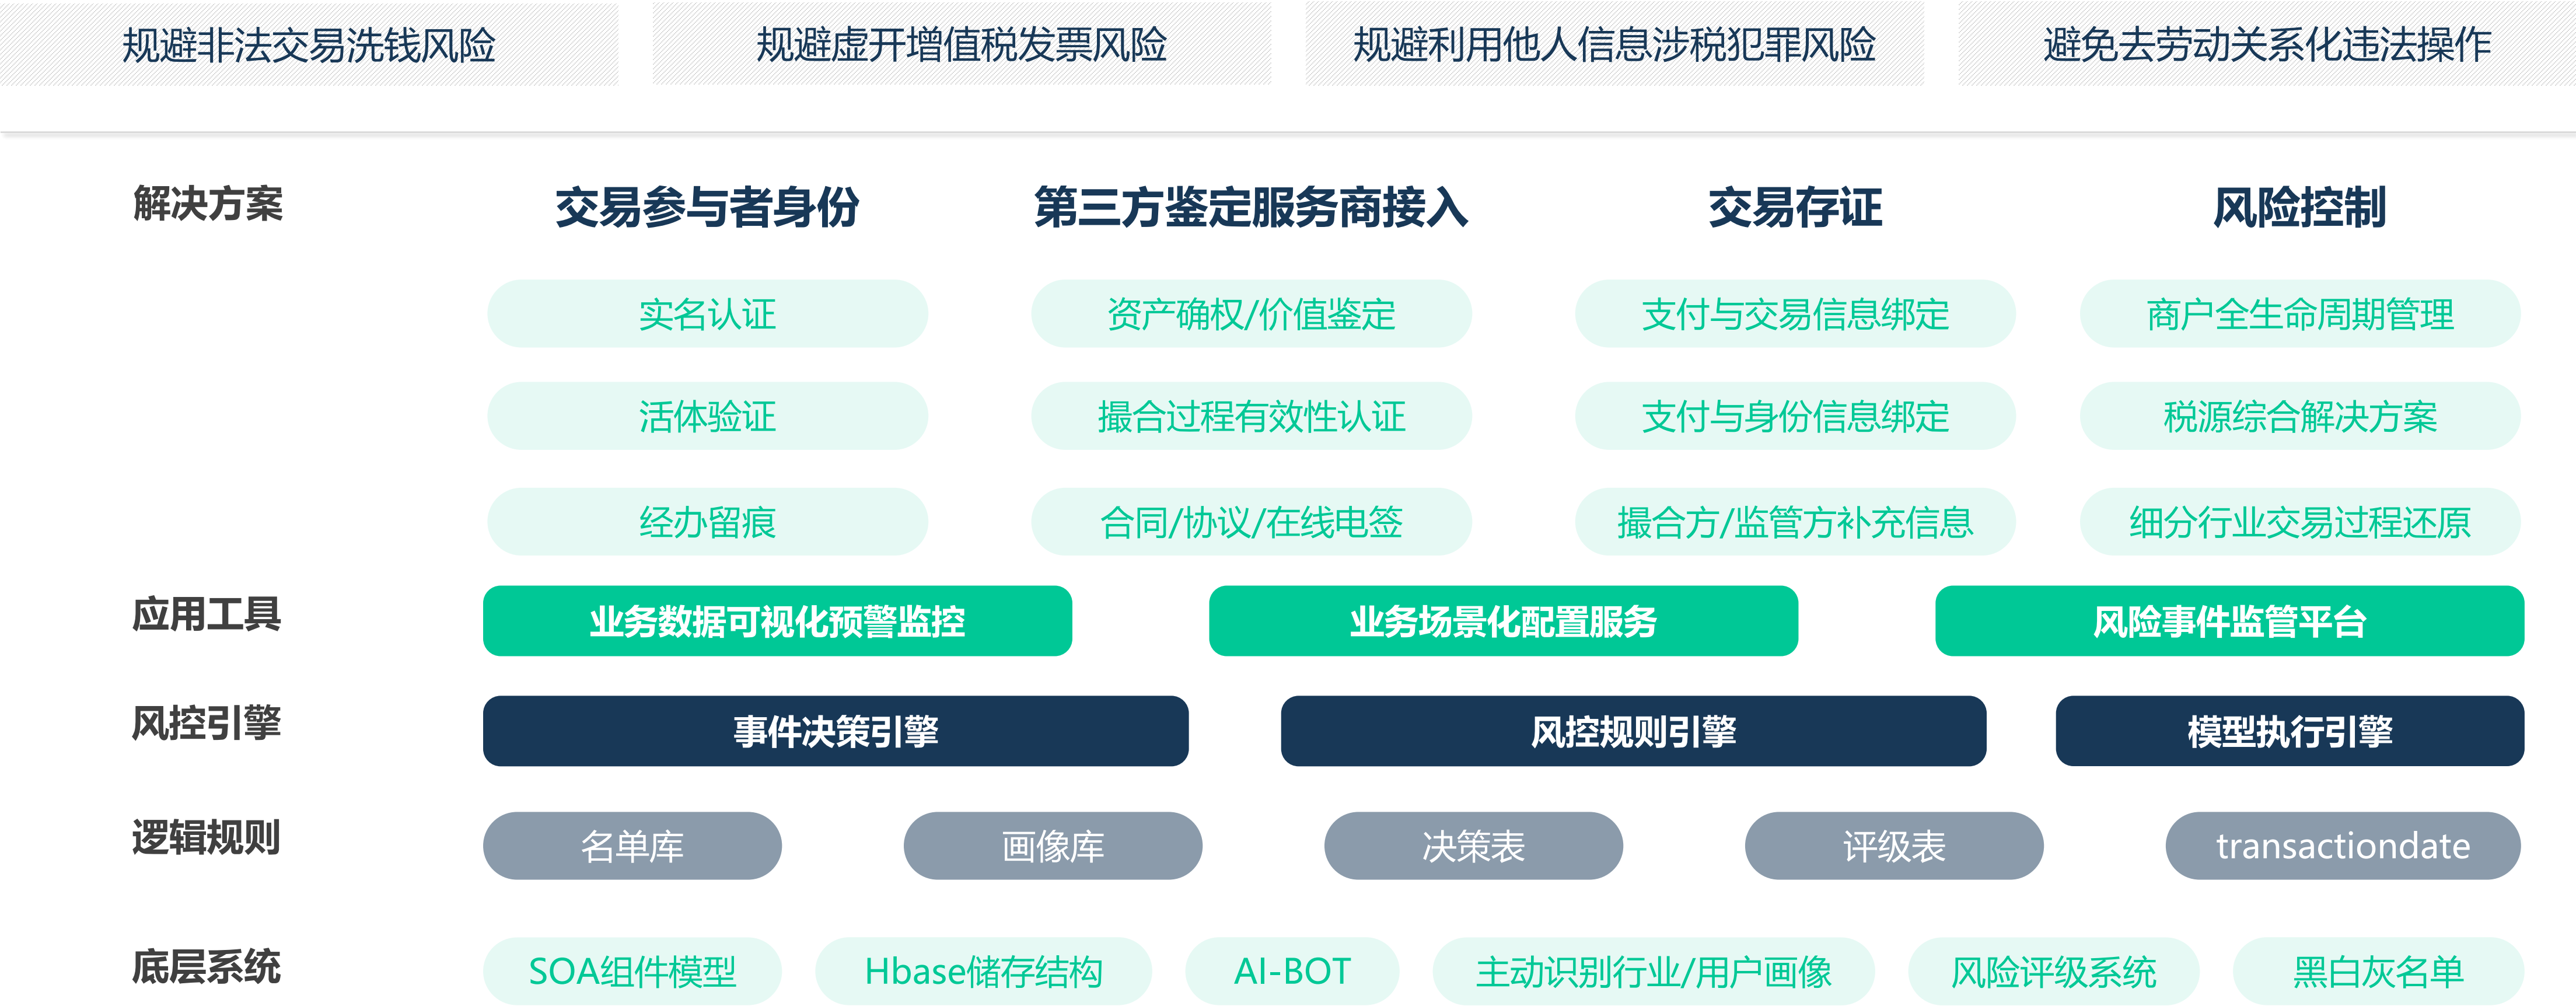 规避非法交易洗钱风险
规避虚开增值税发票风险
规避利用他人信息涉税犯罪风险
避免去劳动关系化违法操作
解决方案
交易参与者身份
第三方鉴定服务商接入
交易存证
风险控制
实名认证
资产确权/价值鉴定
支付与交易信息绑定
商户全生命周期管理
活体验证
撮合过程有效性认证
支付与身份信息绑定
税源综合解决方案
经办留痕
合同/协议/在线电签
撮合方/监管方补充信息
细分行业交易过程还原
应用工具
业务数据可视化预警监控
业务场景化配置服务
风险事件监管平台
风控引擎
事件决策引擎
风控规则引擎
模型执行引擎
逻辑规则
名单库
画像库
决策表
评级表
transactiondate
底层系统
SOA组件模型
Hbase储存结构
AI-BOT
主动识别行业/用户画像
风险评级系统
黑白灰名单